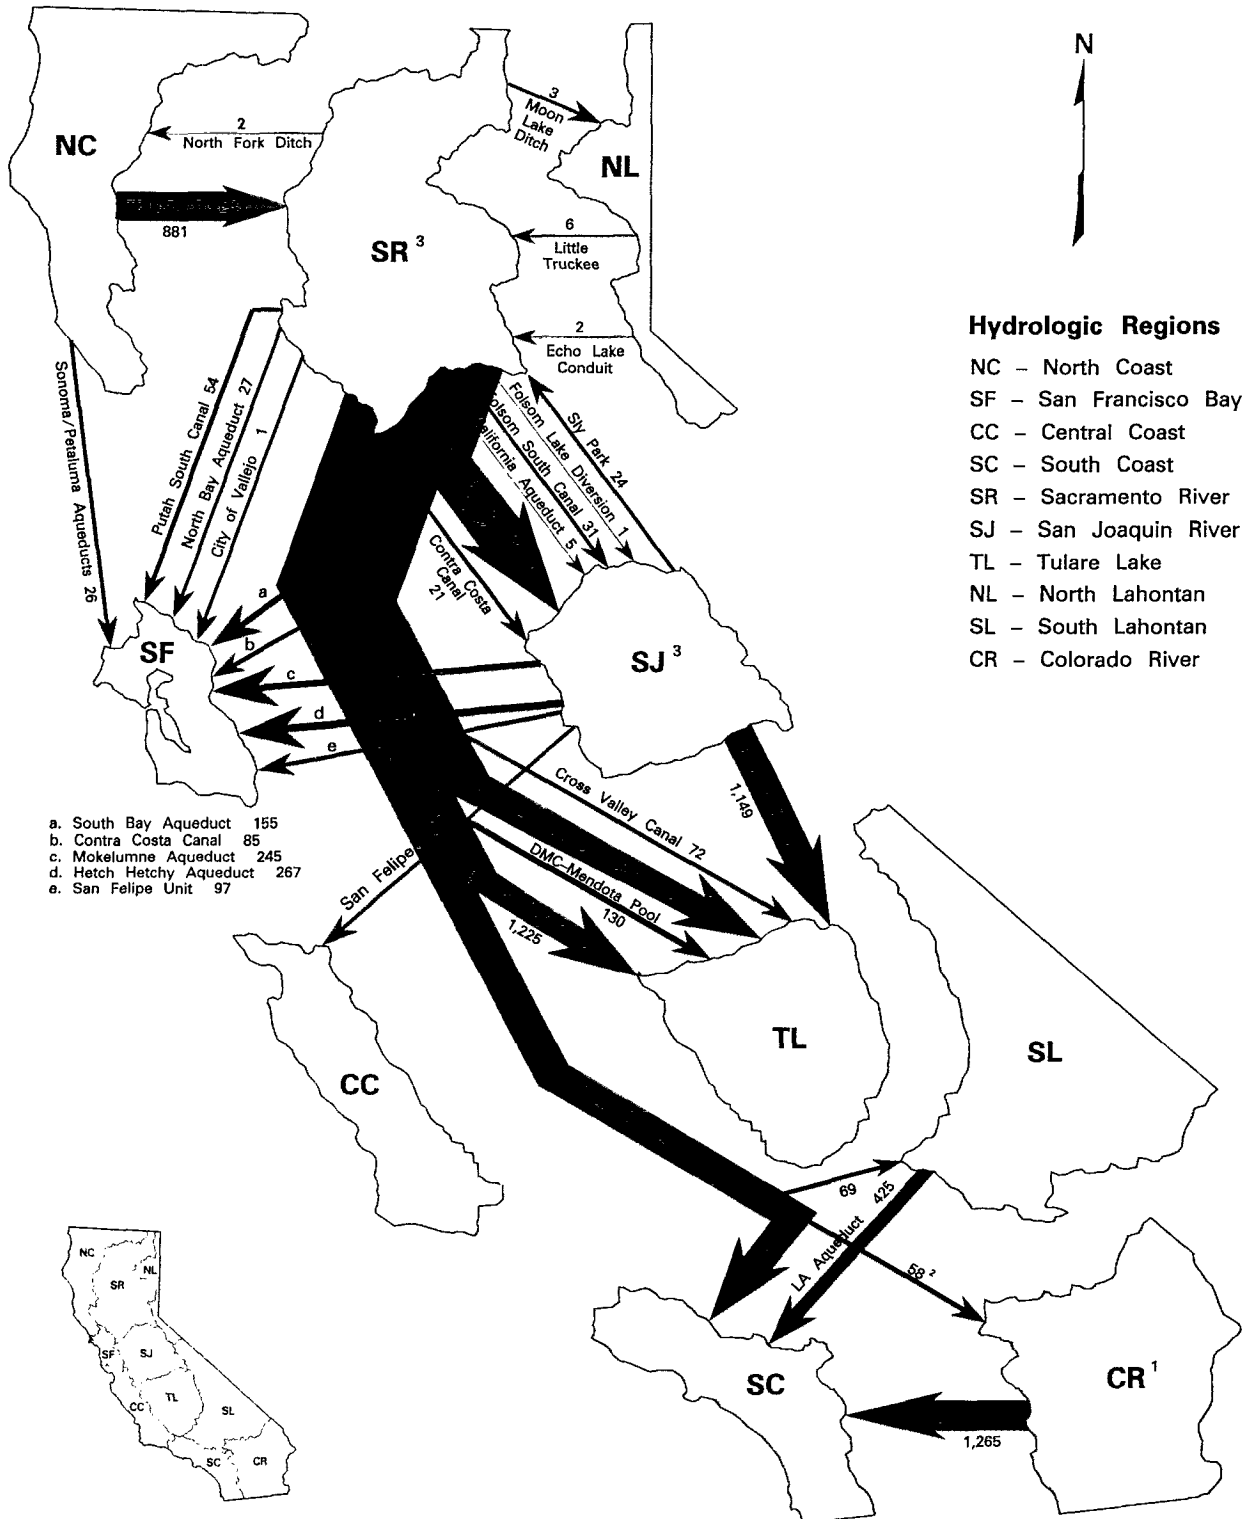 N
NC
2
North Fork Ditch
881
3
Moon
Lake
Ditch
NL
SR 3
6
Little
Truckee
2
Echo Lake
Conduit
Hydrologic Regions
NC – North Coast
SF – San Francisco Bay
CC – Central Coast
SC – South Coast
SR – Sacramento River
SJ – San Joaquin River
TL – Tulare Lake
NL – North Lahontan
SL – South Lahontan
CR – Colorado River
Sonoma/Petaluma Aqueducts 26
Putah South Canal 54
North Bay Aqueduct 27
City of Vallejo 1
Sly Park 24
Folsom Lake Diversion 1
Folsom South Canal 31
California Aqueduct 5
Contra Costa
Canal
21
SF
a
b
c
d
e
SJ 3
a. South Bay Aqueduct 155
b. Contra Costa Canal 85
c. Mokelumne Aqueduct 245
d. Hetch Hetchy Aqueduct 267
e. San Felipe Unit 97
1,149
Cross Valley Canal 72
DMC–Mendota Pool
130
1,225
San Felipe
TL
SL
CC
69
LA Aqueduct 425
58 2
SC
CR 1
1,265
NC
SR
NL
SF
SJ
CC
TL
SL
SC
CR